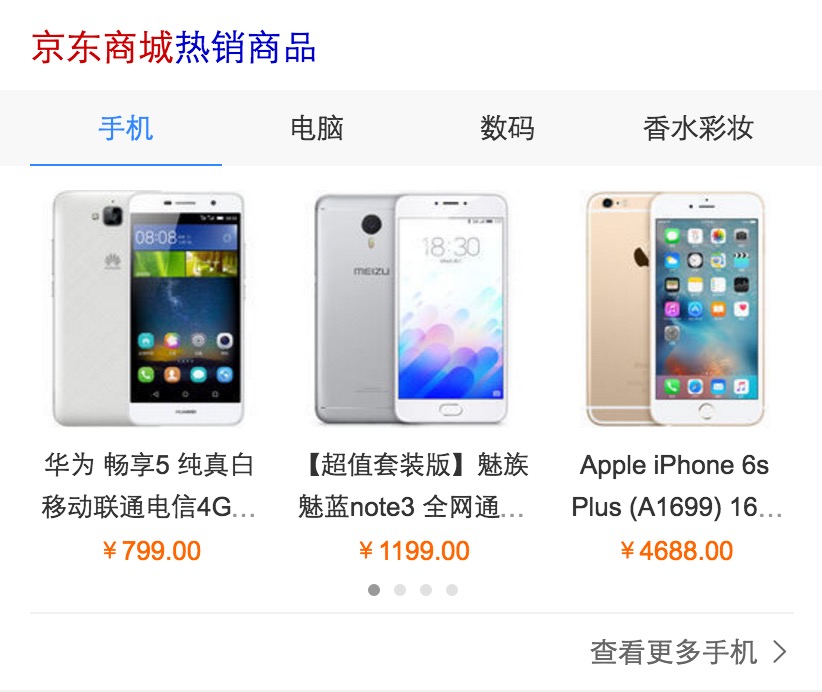 京东商城热销商品
手机 电脑 数码 香水彩妆
08:08
HUAWEI
MEIZU
18:30
华为 畅享5 纯真白
移动联通电信4G...
￥799.00
【超值套装版】魅族
魅蓝note3 全网通...
￥1199.00
Apple iPhone 6s
Plus (A1699) 16...
￥4688.00
查看更多手机